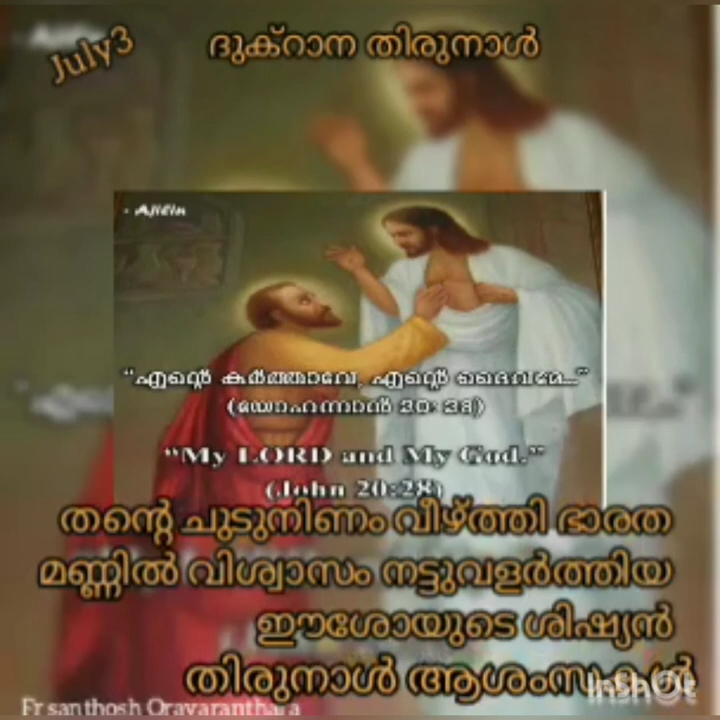 July3
ദുക്റാന തിരുനാൾ
- Ajidin
“എന്റെ കർത്താവേ, എന്റെ ദൈവമേ...”
(യോഹന്നാൻ 20: 28)
“My LORD and My God.”
(John 20:28)
തന്റെ ചുടുനിണം വീഴ്ത്തി ഭാരത
മണ്ണിൽ വിശ്വാസം നട്ടുവളർത്തിയ
ഈശോയുടെ ശിഷ്യൻ
തിരുനാൾ ആശംസകൾ
InShOt
Fr santhosh Oravaranthara